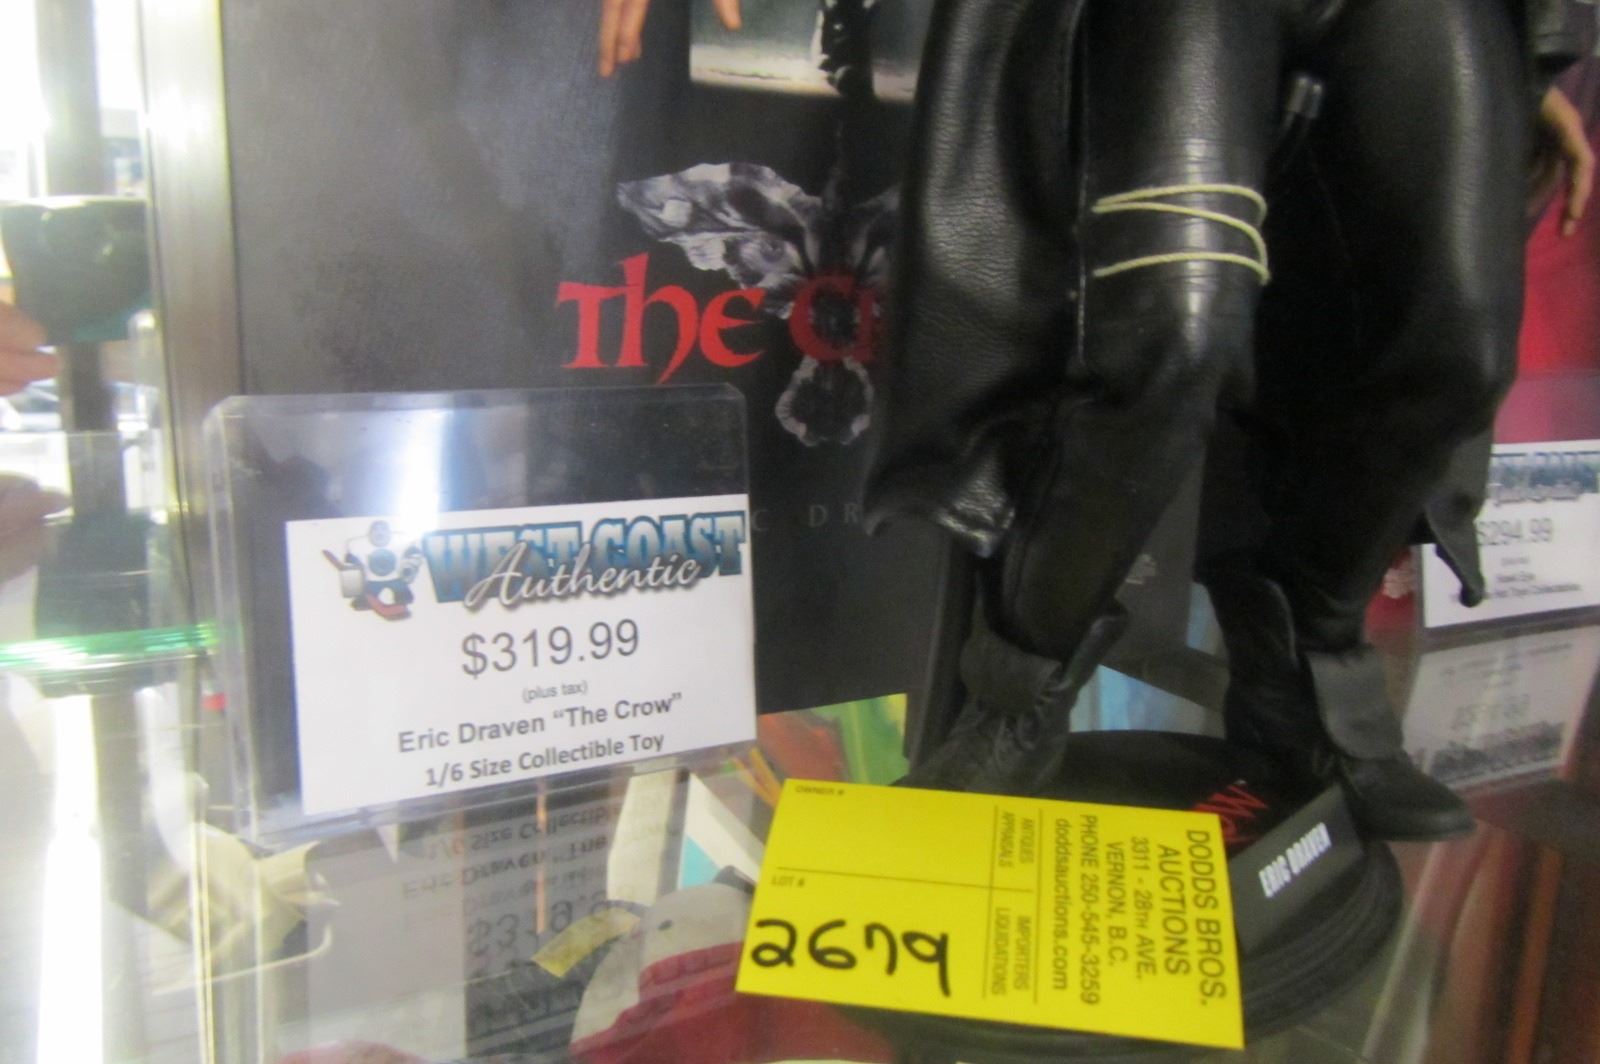 The
C DR
WEST COAST
Authentic
$319.99
(plus tax)
Eric Draven "The Crow"
1/6 Size Collectible Toy
$294.99
OWNER #
LOT #
2679
ANTIQUES
APPRAISALS
IMPORTERS
LIQUIDATIONS
DODDS BROS.
AUCTIONS
3311 - 28TH AVE.
VERNON, B.C.
PHONE 250-545-3259
doddsauctions.com
ERIC DRAVEN